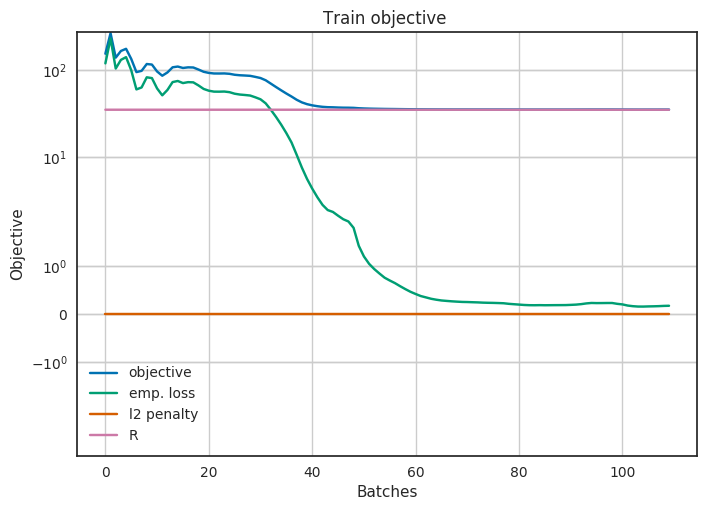 Train objective
Objective
10²
10¹
10⁰
0
−10⁰
objective
emp. loss
l2 penalty
R
0 20 40 60 80 100
Batches